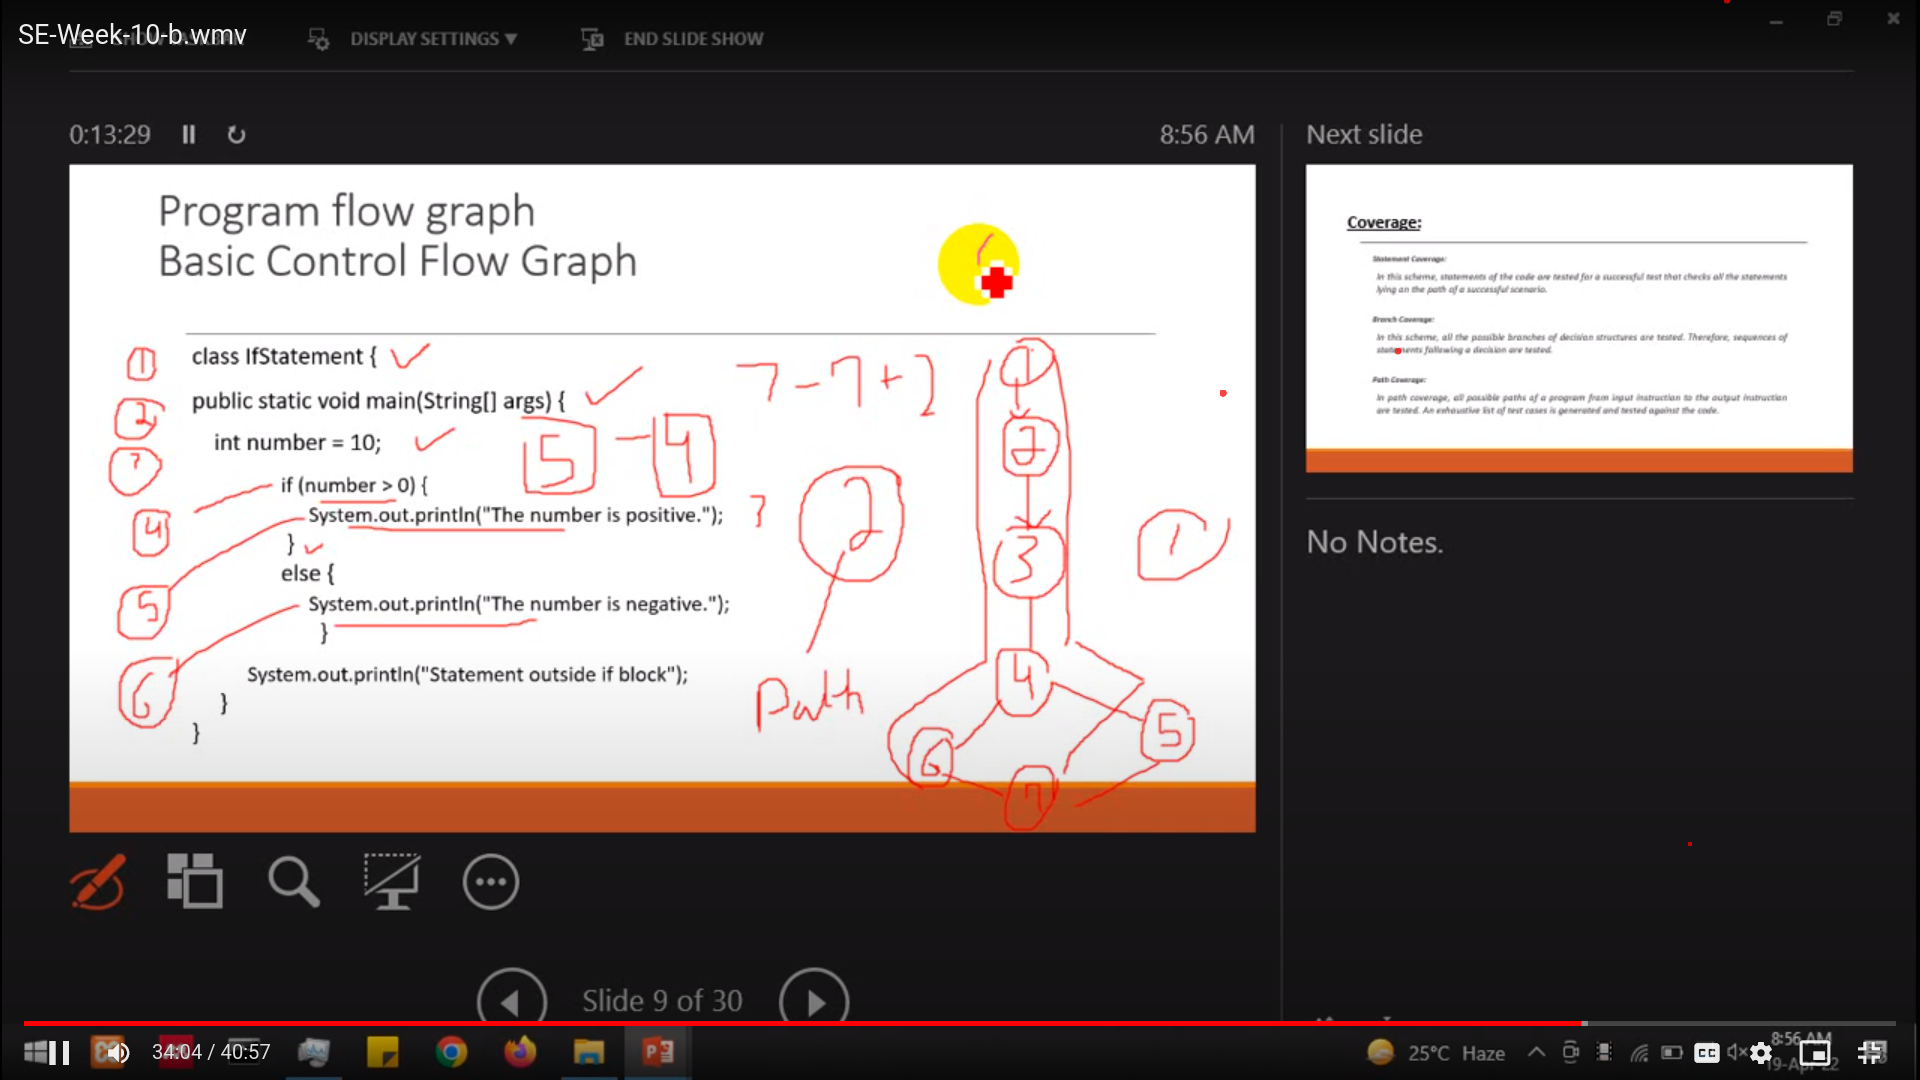 SE-Week-10-b.wmv
DISPLAY SETTINGS ▾
END SLIDE SHOW
0:13:29
8:56 AM
Next slide
Program flow graph
Basic Control Flow Graph
1 class IfStatement {
2 public static void main(String[] args) {
int number = 10;
if (number > 0) {
4 System.out.println("The number is positive.");
}
else {
5 System.out.println("The number is negative.");
}
6 System.out.println("Statement outside if block");
}
}
7 - 7 + 2
5 - 4
2
Path
1
2
3
4
5
6
7
1
Coverage:
Statement Coverage:
In this scheme, statements of the code are tested for a successful test that checks all the statements
lying on the path of a successful scenario.
Branch Coverage:
In this scheme, all the possible branches of decision structures are tested. Therefore, sequences of
statements following a decision are tested.
Path Coverage:
In path coverage, all possible paths of a program from input instruction to the output instruction
are tested. An exhaustive list of test cases is generated and tested against the code.
No Notes.
Slide 9 of 30
34:04 / 40:57
25°C Haze
CC
8:56 AM
19-Apr-22